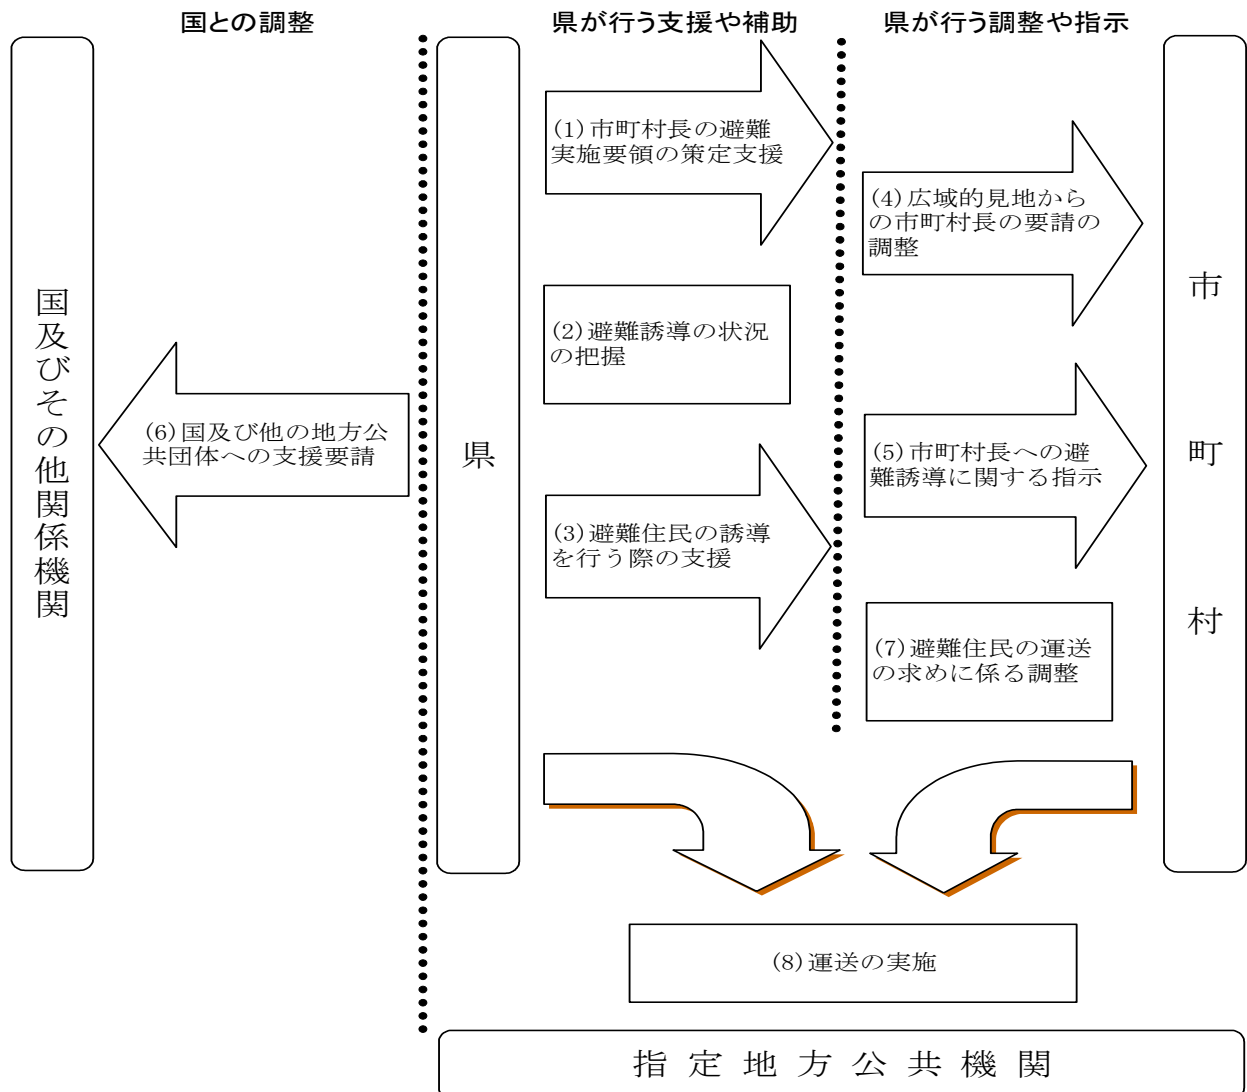 国との調整
県が行う支援や補助
県が行う調整や指示
国及びその他関係機関
(6)国及び他の地方公
共団体への支援要請
県
(1)市町村長の避難
実施要領の策定支援
(2)避難誘導の状況
の把握
(3)避難住民の誘導
を行う際の支援
(4)広域的見地から
の市町村長の要請の
調整
(5)市町村長への避
難誘導に関する指示
(7)避難住民の運送
の求めに係る調整
市町村
(8)運送の実施
指定地方公共機関